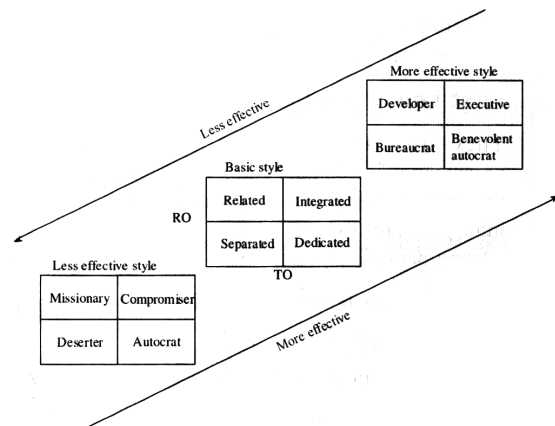 More effective style
Developer Executive
Bureaucrat Benevolent
autocrat
Less effective
Basic style
Related Integrated
RO
Separated Dedicated
TO
Less effective style
Missionary Compromiser
Deserter Autocrat
More effective